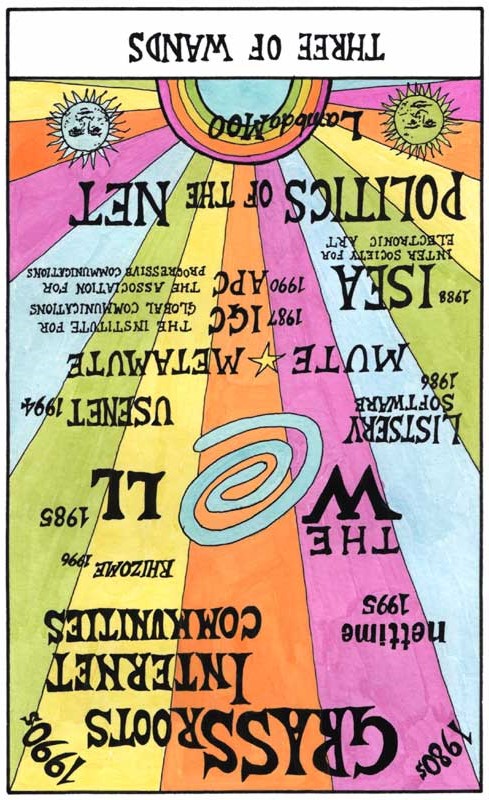 1980s
GRASSROOTS
1990s
INTERNET
COMMUNITIES
nettime
1995
RHIZOME 1996
THE
WeLL 1985
LISTSERV
SOFTWARE
1986
USENET 1994
MUTE METAMUTE
1987 IGC THE INSTITUTE FOR
GLOBAL COMMUNICATIONS
1988 ISEA
INTER SOCIETY FOR
ELECTRONIC ART
1990 APC THE ASSOCIATION FOR
PROGRESSIVE COMMUNICATIONS
POLITICS OF THE NET
LambdaMOO
THREE OF WANDS